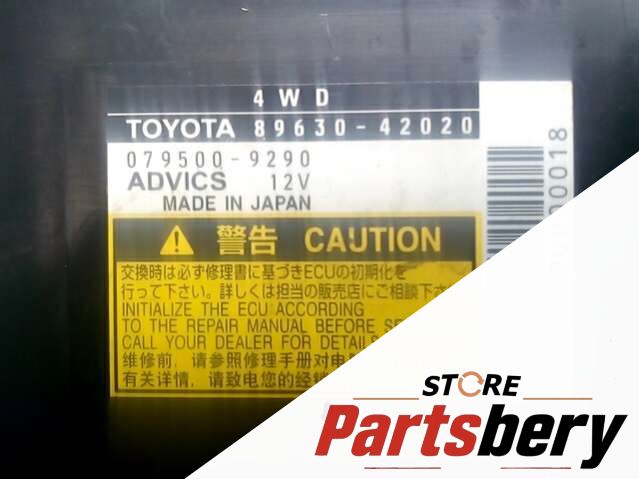 4WD
TOYOTA 89630-42020
079500-9290
ADVICS 12V
MADE IN JAPAN
警告 CAUTION
交換時は必ず修理書に基づきECUの初期化を
行って下さい。詳しくは担当の販売店にご相談下さ
INITIALIZE THE ECU ACCORDING
TO THE REPAIR MANUAL BEFORE SE
CALL YOUR DEALER FOR DETAILS
维修前，请参照修理手册对电
有关详情，请致电您的经
00018
STORE
Partsbery